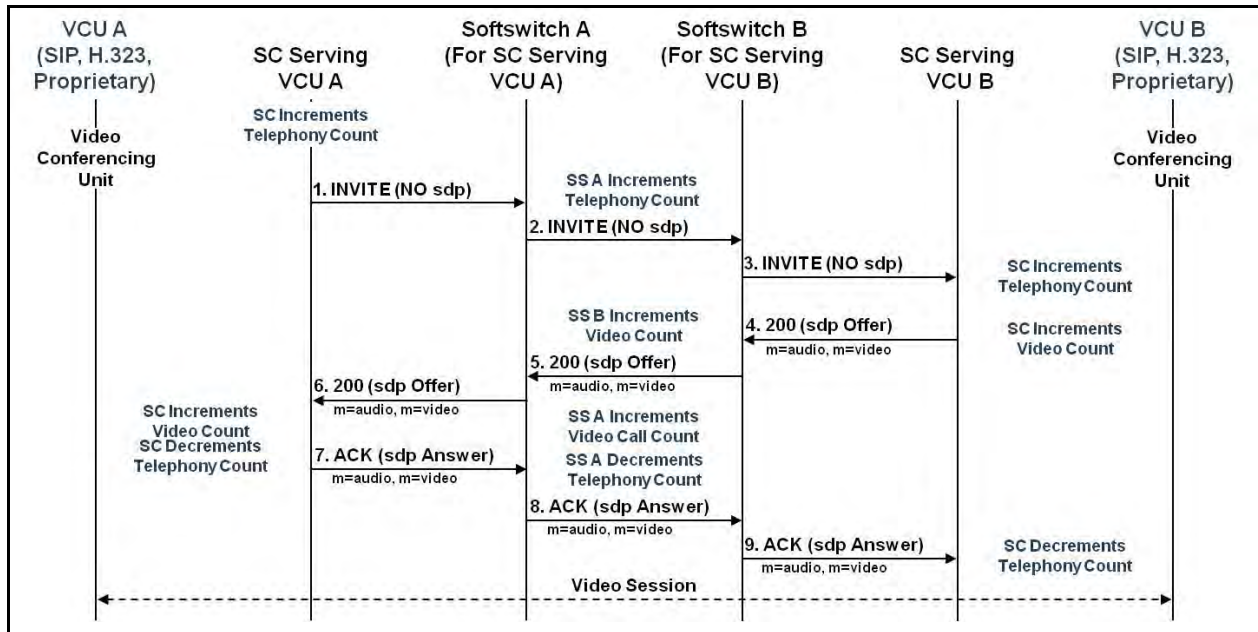 VCU A
(SIP, H.323,
Proprietary)
SC Serving
VCU A
Softswitch A
(For SC Serving
VCU A)
Softswitch B
(For SC Serving
VCU B)
SC Serving
VCU B
VCU B
(SIP, H.323,
Proprietary)
Video
Conferencing
Unit
SC Increments
Telephony Count
Video
Conferencing
Unit
1. INVITE (NO sdp)
SS A Increments
Telephony Count
2. INVITE (NO sdp)
3. INVITE (NO sdp)
SC Increments
Telephony Count
SS B Increments
Video Count
4. 200 (sdp Offer)
m=audio, m=video
SC Increments
Video Count
5. 200 (sdp Offer)
m=audio, m=video
6. 200 (sdp Offer)
m=audio, m=video
SC Increments
Video Count
SC Decrements
Telephony Count
SS A Increments
Video Call Count
SS A Decrements
Telephony Count
7. ACK (sdp Answer)
m=audio, m=video
8. ACK (sdp Answer)
m=audio, m=video
9. ACK (sdp Answer)
m=audio, m=video
SC Decrements
Telephony Count
Video Session